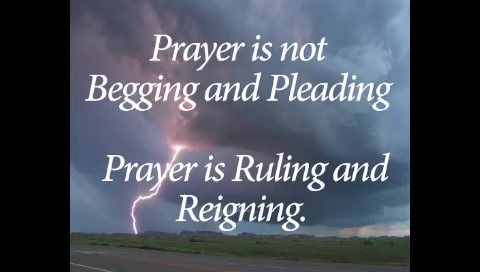 Prayer is not
Begging and Pleading
Prayer is Ruling and
Reigning.